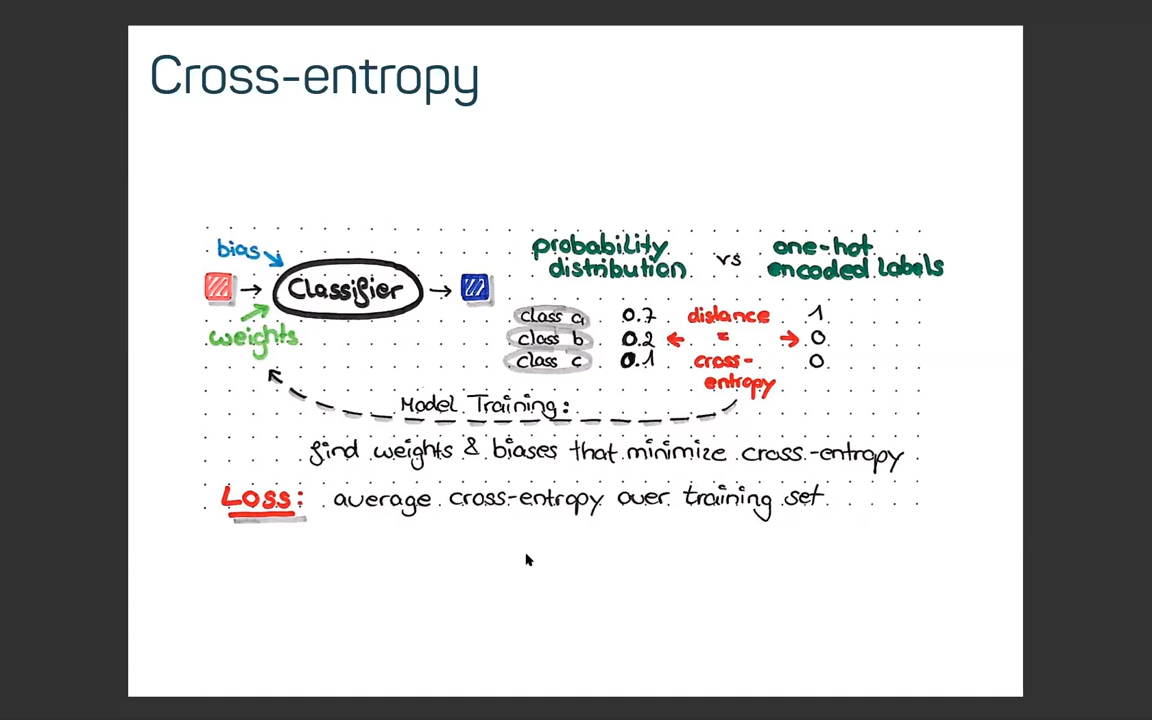 Cross-entropy
bias
Classifier
weights
probability distribution vs one-hot encoded labels
class a 0.7 distance 1
class b 0.2 = 0
class c 0.1 cross- 0
entropy
Model Training:
find weights & biases that minimize cross-entropy
Loss: average cross-entropy over training set